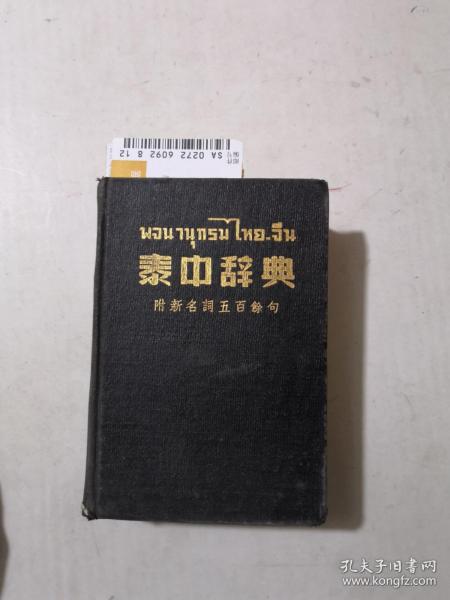 SA 0272 6092 8 12
พจนานุกรมไทย-จีน
泰中辞典
附新名詞五百餘句
孔夫子旧书网
www.kongfz.com